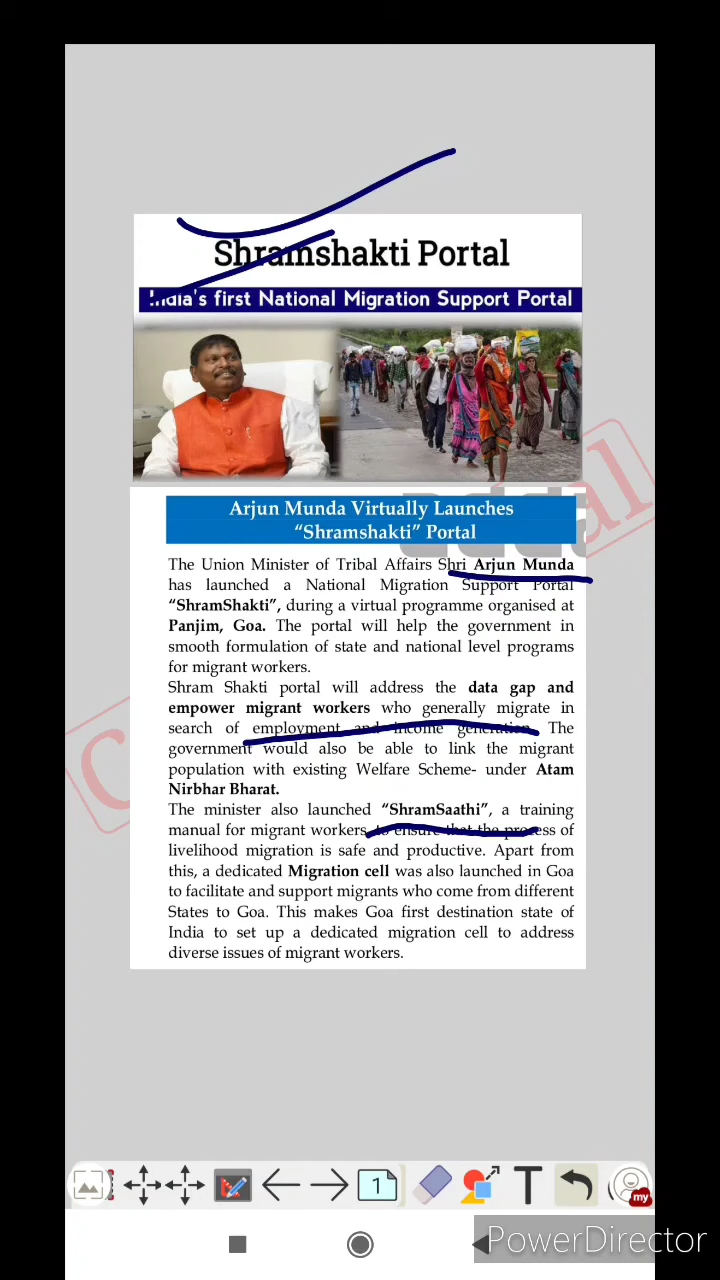 Shramshakti Portal
India's first National Migration Support Portal
Arjun Munda Virtually Launches
“Shramshakti” Portal
The Union Minister of Tribal Affairs Shri Arjun Munda
has launched a National Migration Support Portal
“ShramShakti”, during a virtual programme organised at
Panjim, Goa. The portal will help the government in
smooth formulation of state and national level programs
for migrant workers.
Shram Shakti portal will address the data gap and
empower migrant workers who generally migrate in
search of employment and income generation. The
government would also be able to link the migrant
population with existing Welfare Scheme- under Atam
Nirbhar Bharat.
The minister also launched “ShramSaathi”, a training
manual for migrant workers to ensure that the process of
livelihood migration is safe and productive. Apart from
this, a dedicated Migration cell was also launched in Goa
to facilitate and support migrants who come from different
States to Goa. This makes Goa first destination state of
India to set up a dedicated migration cell to address
diverse issues of migrant workers.
1
T
my
PowerDirector